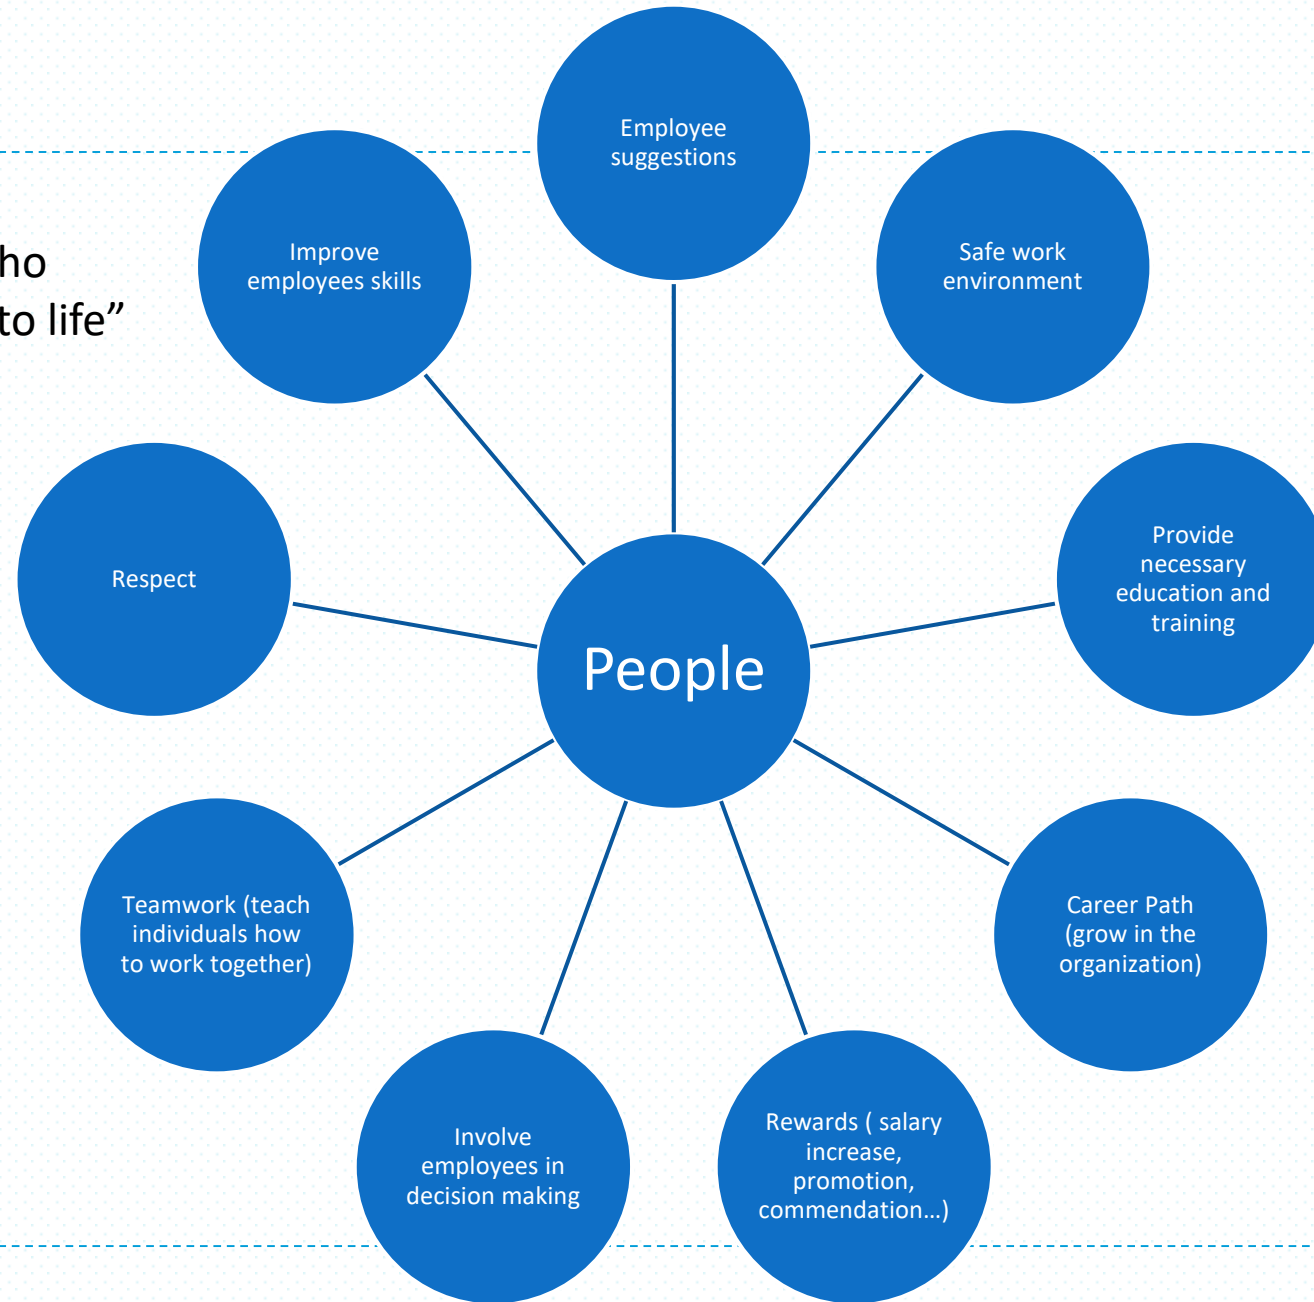 ho
to life”
Employee
suggestions
Safe work
environment
Provide
necessary
education and
training
Career Path
(grow in the
organization)
Rewards ( salary
increase,
promotion,
commendation…)
Involve
employees in
decision making
Teamwork (teach
individuals how
to work together)
Respect
Improve
employees skills
People